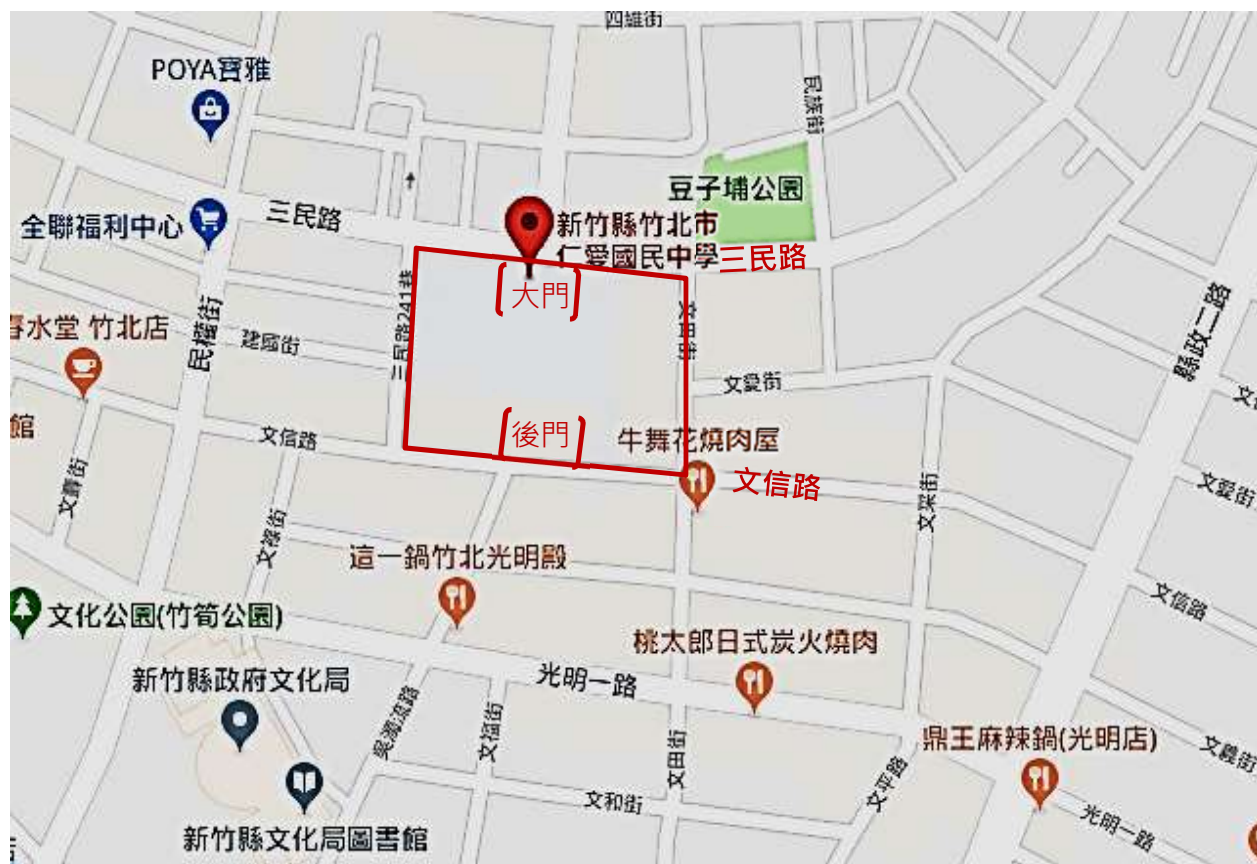 四維街
POYA寶雅
民族街
豆子埔公園
全聯福利中心
三民路
新竹縣竹北市
仁愛國民中學
三民路
大門
三民路241巷
文田街
縣政二路
春水堂 竹北店
民權街
建國街
文愛街
館
文信路
後門
牛舞花燒肉屋
文信路
文壽街
文祿街
文采街
文愛街
這一鍋竹北光明殿
文信路
文化公園(竹筍公園)
桃太郎日式炭火燒肉
新竹縣政府文化局
光明一路
吳濁流路
文福街
文田街
文平路
鼎王麻辣鍋(光明店)
文義街
文和街
光明一路
新竹縣文化局圖書館